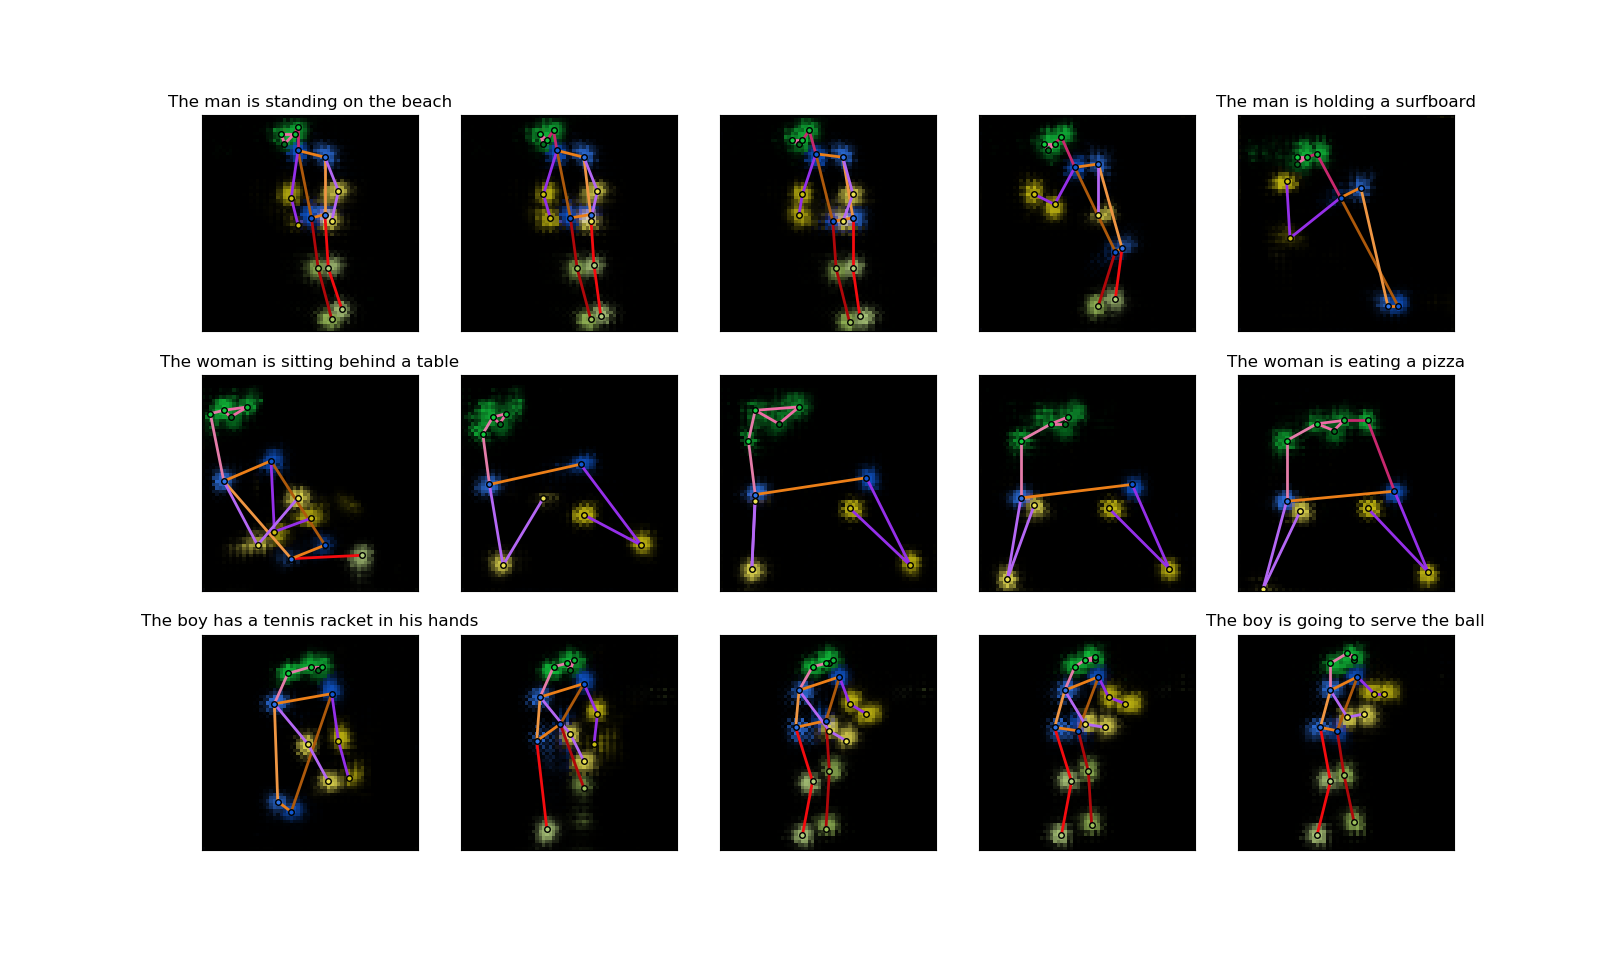 The man is standing on the beach
The man is holding a surfboard
The woman is sitting behind a table
The woman is eating a pizza
The boy has a tennis racket in his hands
The boy is going to serve the ball